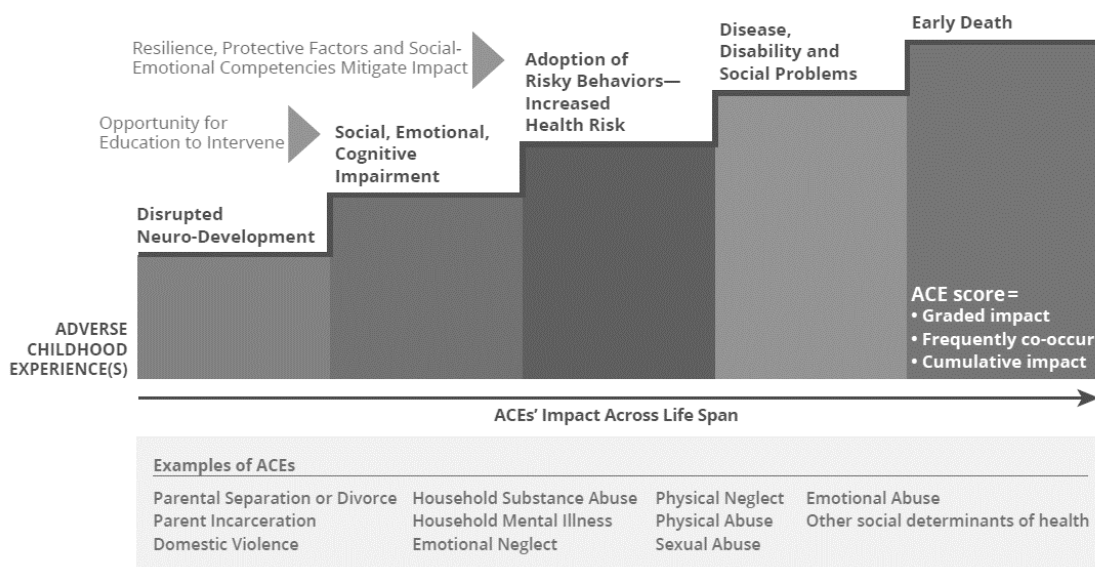 Resilience, Protective Factors and Social-
Emotional Competencies Mitigate Impact
Opportunity for
Education to Intervene
Disrupted
Neuro-Development
Social, Emotional,
Cognitive
Impairment
Adoption of
Risky Behaviors—
Increased
Health Risk
Disease,
Disability and
Social Problems
Early Death
ACE score =
• Graded impact
• Frequently co-occur
• Cumulative impact
ADVERSE
CHILDHOOD
EXPERIENCE(S)
ACEs’ Impact Across Life Span
Examples of ACEs
Parental Separation or Divorce
Parent Incarceration
Domestic Violence
Household Substance Abuse
Household Mental Illness
Emotional Neglect
Physical Neglect
Physical Abuse
Sexual Abuse
Emotional Abuse
Other social determinants of health